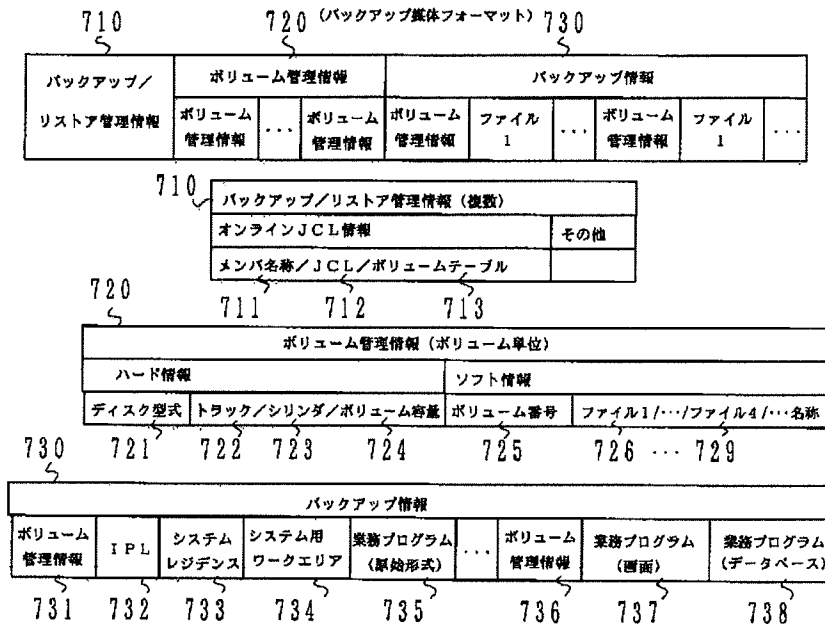 (バックアップ媒体フォーマット)
710 720 730
バックアップ/
リストア管理情報
ボリューム管理情報 バックアップ情報
ボリューム 管理情報 ・・・ ボリューム 管理情報 ボリューム 管理情報 ファイル 1 ・・・ ボリューム 管理情報 ファイル 1 ・・・
710
バックアップ/リストア管理情報(複数)
オンラインJCL情報 その他
メンバ名称/JCL/ボリュームテーブル
711 712 713
720
ボリューム管理情報(ボリューム単位)
ハード情報 ソフト情報
ディスク型式 トラック/シリンダ/ボリューム容量 ボリューム番号 ファイル1/・・・/ファイル4/・・・名称
721 722 723 724 725 726 ・・・ 729
730
バックアップ情報
ボリューム 管理情報 IPL システム レジデンス システム用 ワークエリア 業務プログラム (原始形式) ・・・ ボリューム 管理情報 業務プログラム (画面) 業務プログラム (データベース)
731 732 733 734 735 736 737 738